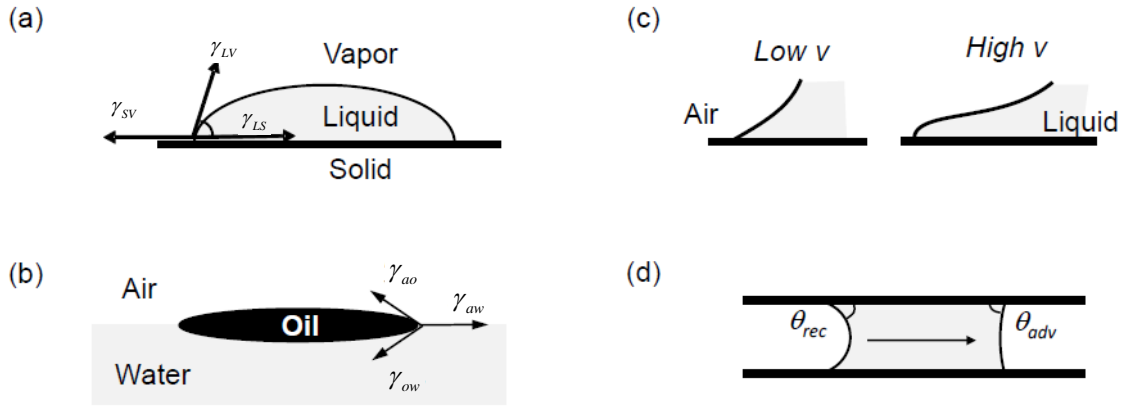 (a)
γLV
Vapor
γSV
γLS
Liquid
Solid
(b)
Air
γao
γaw
Oil
Water
γow
(c)
Low v
High v
Air
Liquid
(d)
θrec
θadv